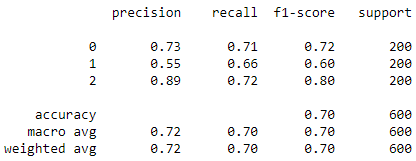 precision recall f1-score support
0 0.73 0.71 0.72 200
1 0.55 0.66 0.60 200
2 0.89 0.72 0.80 200
accuracy 0.70 600
macro avg 0.72 0.70 0.70 600
weighted avg 0.72 0.70 0.70 600